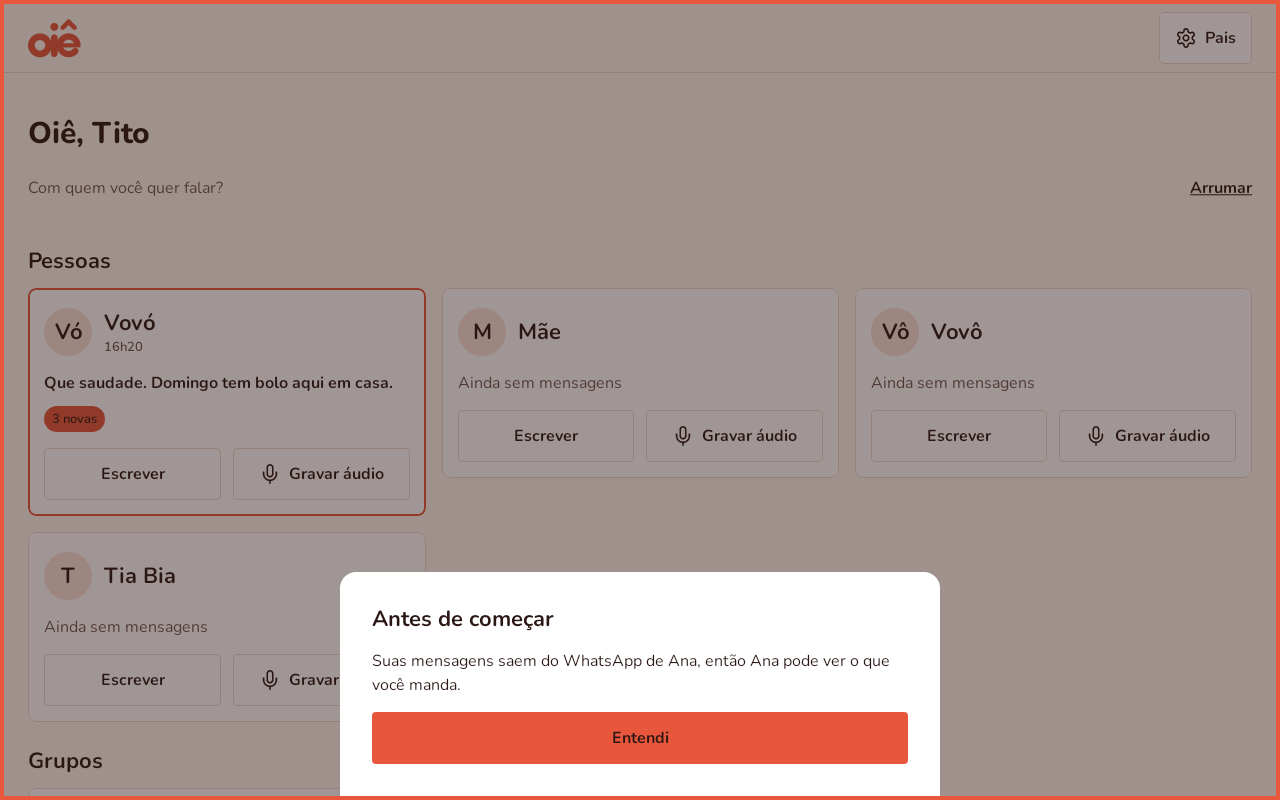 oiê
Pais
Oiê, Tito
Com quem você quer falar?
Arrumar
Pessoas
Vó
Vovó
16h20
Que saudade. Domingo tem bolo aqui em casa.
3 novas
Escrever
Gravar áudio
M
Mãe
Ainda sem mensagens
Escrever
Gravar áudio
Vô
Vovô
Ainda sem mensagens
Escrever
Gravar áudio
T
Tia Bia
Ainda sem mensagens
Escrever
Gravar
Grupos
Antes de começar
Suas mensagens saem do WhatsApp de Ana, então Ana pode ver o que
você manda.
Entendi